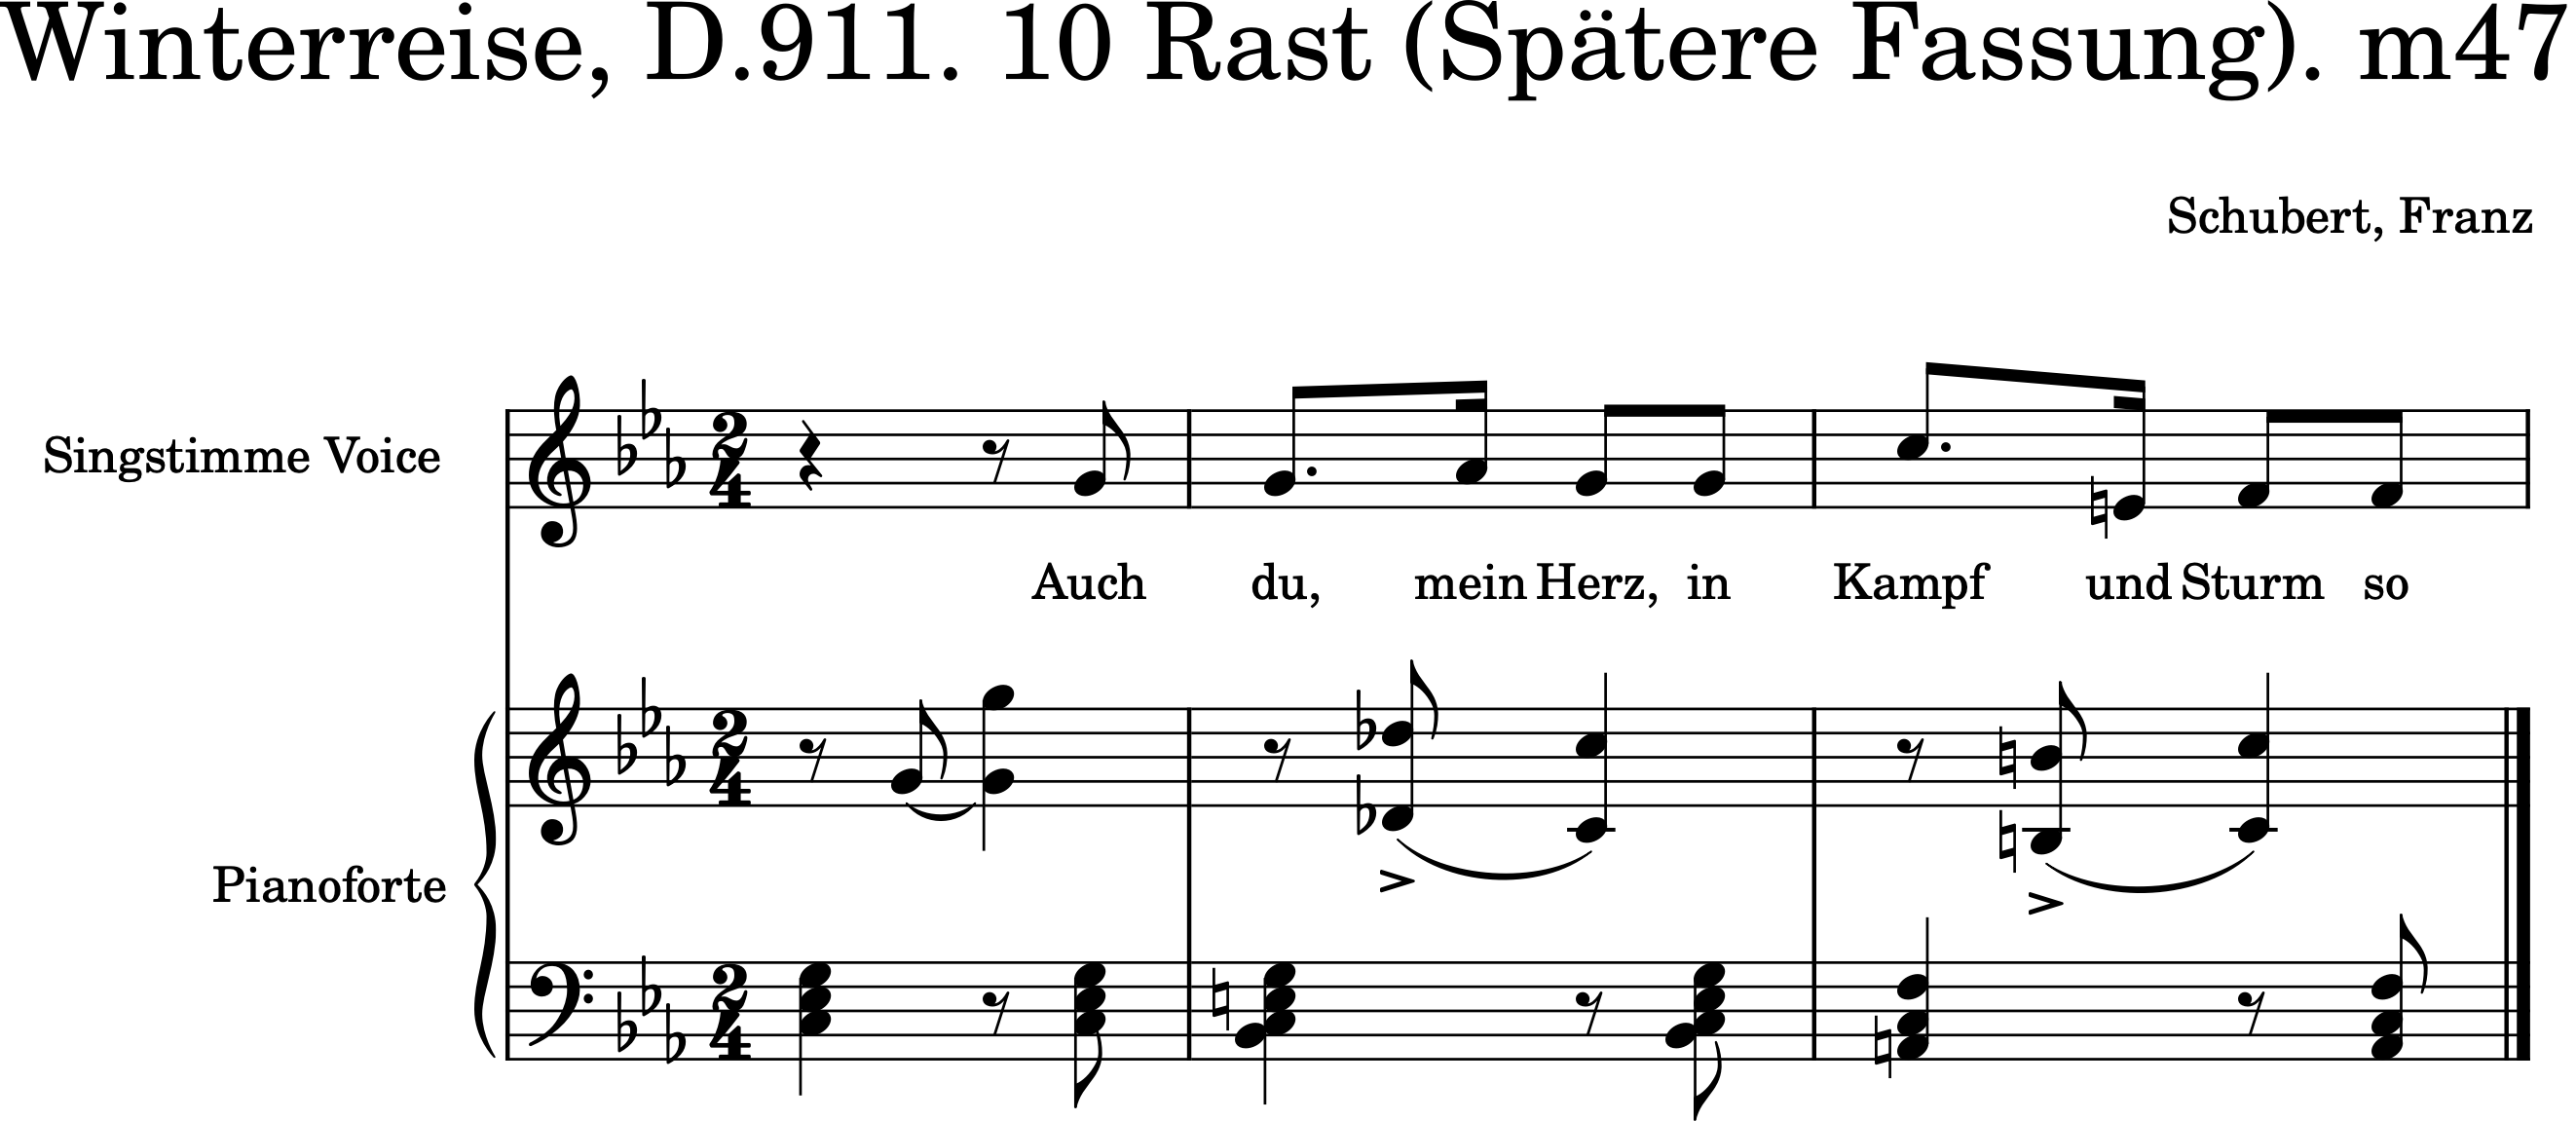 Winterreise, D.911. 10 Rast (Spätere Fassung). m47
Schubert, Franz
Singstimme Voice
Auch du, mein Herz, in Kampf und Sturm so
Pianoforte